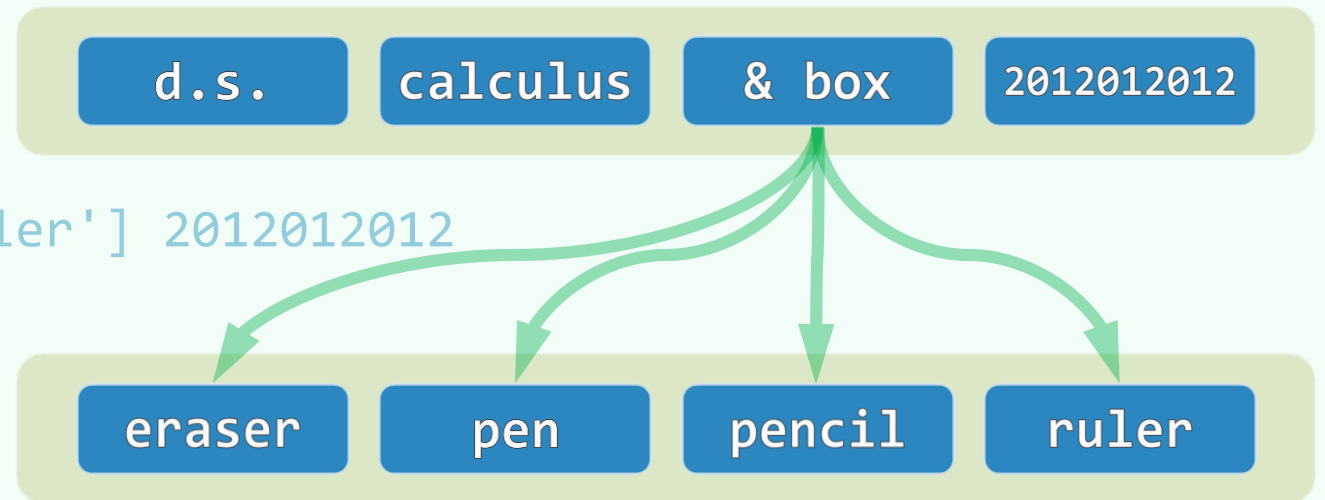 d.s. calculus & box 2012012012
ler'] 2012012012
eraser pen pencil ruler